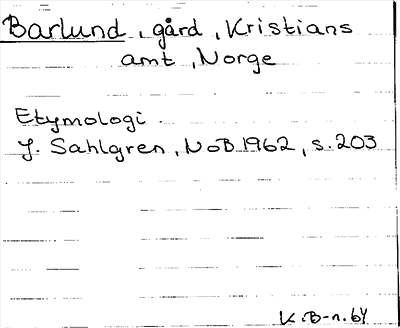 Barlund, gård, Kristians
amt, Norge
Etymologi.
J. Sahlgren, NoB 1962, s. 203
K.B-n. 64